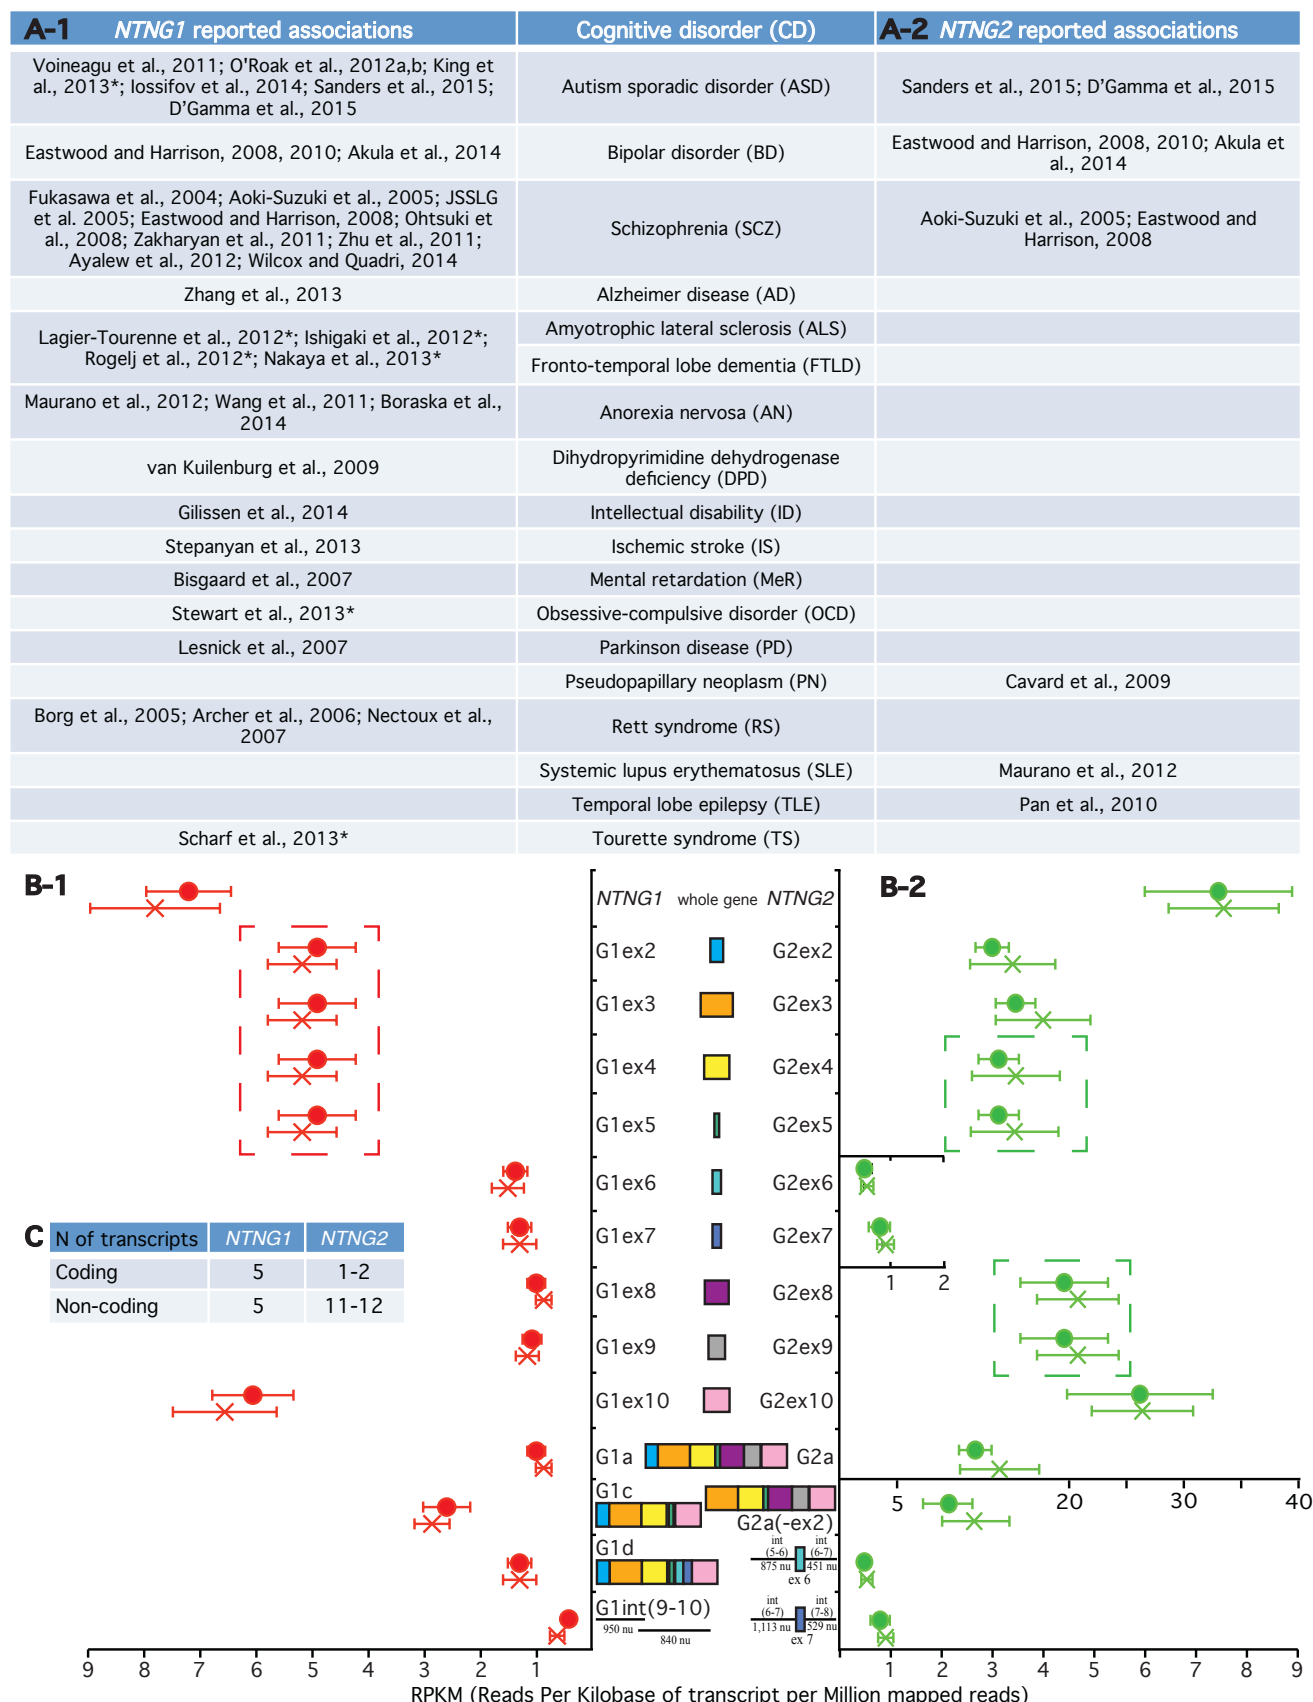 A-1 NTNG1 reported associations
Cognitive disorder (CD)
A-2 NTNG2 reported associations
Voineagu et al., 2011; O'Roak et al., 2012a,b; King et
al., 2013*; Iossifov et al., 2014; Sanders et al., 2015;
D’Gamma et al., 2015
Autism sporadic disorder (ASD)
Sanders et al., 2015; D’Gamma et al., 2015
Eastwood and Harrison, 2008, 2010; Akula et al., 2014
Bipolar disorder (BD)
Eastwood and Harrison, 2008, 2010; Akula et
al., 2014
Fukasawa et al., 2004; Aoki-Suzuki et al., 2005; JSSLG
et al. 2005; Eastwood and Harrison, 2008; Ohtsuki et
al., 2008; Zakharyan et al., 2011; Zhu et al., 2011;
Ayalew et al., 2012; Wilcox and Quadri, 2014
Schizophrenia (SCZ)
Aoki-Suzuki et al., 2005; Eastwood and
Harrison, 2008
Zhang et al., 2013
Alzheimer disease (AD)
Lagier-Tourenne et al., 2012*; Ishigaki et al., 2012*;
Rogelj et al., 2012*; Nakaya et al., 2013*
Amyotrophic lateral sclerosis (ALS)
Fronto-temporal lobe dementia (FTLD)
Maurano et al., 2012; Wang et al., 2011; Boraska et al.,
2014
Anorexia nervosa (AN)
van Kuilenburg et al., 2009
Dihydropyrimidine dehydrogenase
deficiency (DPD)
Gilissen et al., 2014
Intellectual disability (ID)
Stepanyan et al., 2013
Ischemic stroke (IS)
Bisgaard et al., 2007
Mental retardation (MeR)
Stewart et al., 2013*
Obsessive-compulsive disorder (OCD)
Lesnick et al., 2007
Parkinson disease (PD)
Pseudopapillary neoplasm (PN)
Cavard et al., 2009
Borg et al., 2005; Archer et al., 2006; Nectoux et al.,
2007
Rett syndrome (RS)
Systemic lupus erythematosus (SLE)
Maurano et al., 2012
Temporal lobe epilepsy (TLE)
Pan et al., 2010
Scharf et al., 2013*
Tourette syndrome (TS)
B-1
B-2
NTNG1 whole gene NTNG2
G1ex2 G2ex2
G1ex3 G2ex3
G1ex4 G2ex4
G1ex5 G2ex5
G1ex6 G2ex6
G1ex7 G2ex7
1 2
C
N of transcripts NTNG1 NTNG2
Coding 5 1-2
Non-coding 5 11-12
G1ex8 G2ex8
G1ex9 G2ex9
G1ex10 G2ex10
G1a G2a
5 20 30 40
G1c
G2a(-ex2)
G1d
int
(5-6)
875 nu
int
(6-7)
451 nu
ex 6
G1int(9-10)
950 nu
840 nu
int
(6-7)
1,113 nu
int
(7-8)
529 nu
ex 7
9 8 7 6 5 4 3 2 1
1 2 3 4 5 6 7 8 9
RPKM (Reads Per Kilobase of transcript per Million mapped reads)